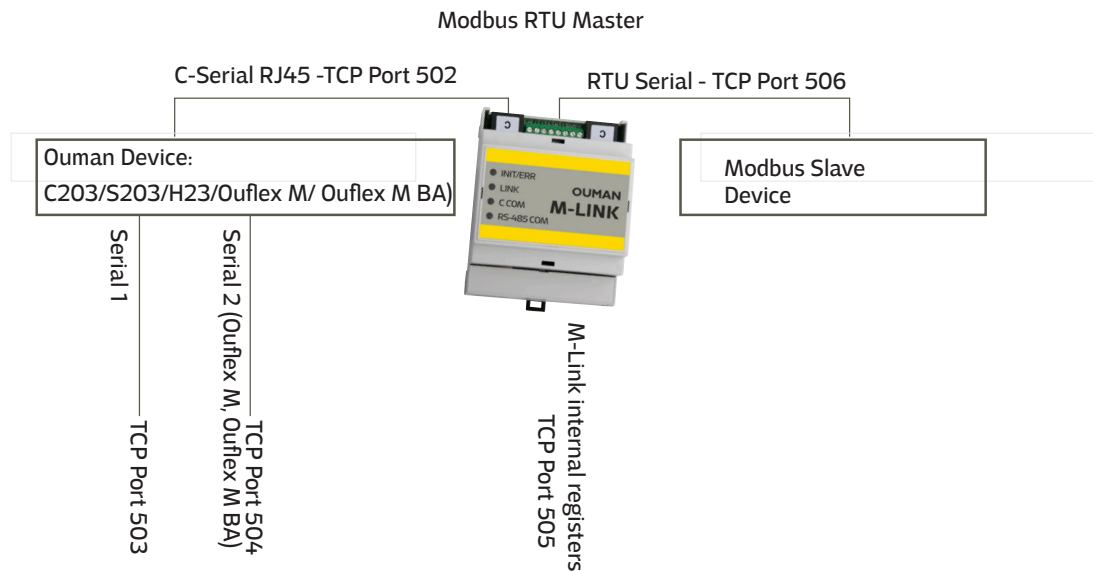 Modbus RTU Master
C-Serial RJ45 -TCP Port 502
RTU Serial - TCP Port 506
Ouman Device:
C203/S203/H23/Ouflex M/ Ouflex M BA)
C
C
INIT/ERR
LINK
C COM
RS-485 COM
OUMAN
M-LINK
Modbus Slave
Device
Serial 1
TCP Port 503
Serial 2 (Ouflex M, Ouflex M BA)
TCP Port 504
M-Link internal registers
TCP Port 505